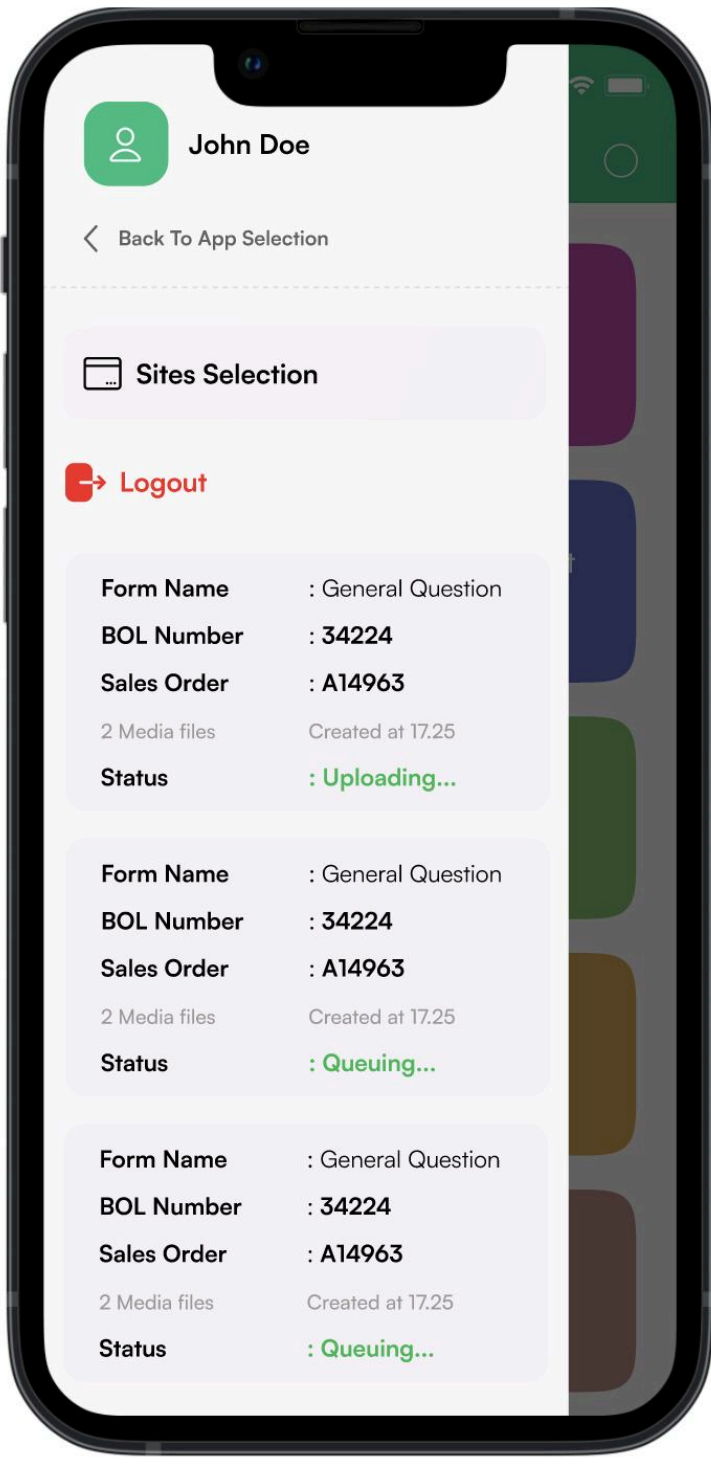 John Doe
Back To App Selection
Sites Selection
Logout
Form Name : General Question
BOL Number : 34224
Sales Order : A14963
2 Media files Created at 17.25
Status : Uploading...
Form Name : General Question
BOL Number : 34224
Sales Order : A14963
2 Media files Created at 17.25
Status : Queuing...
Form Name : General Question
BOL Number : 34224
Sales Order : A14963
2 Media files Created at 17.25
Status : Queuing...